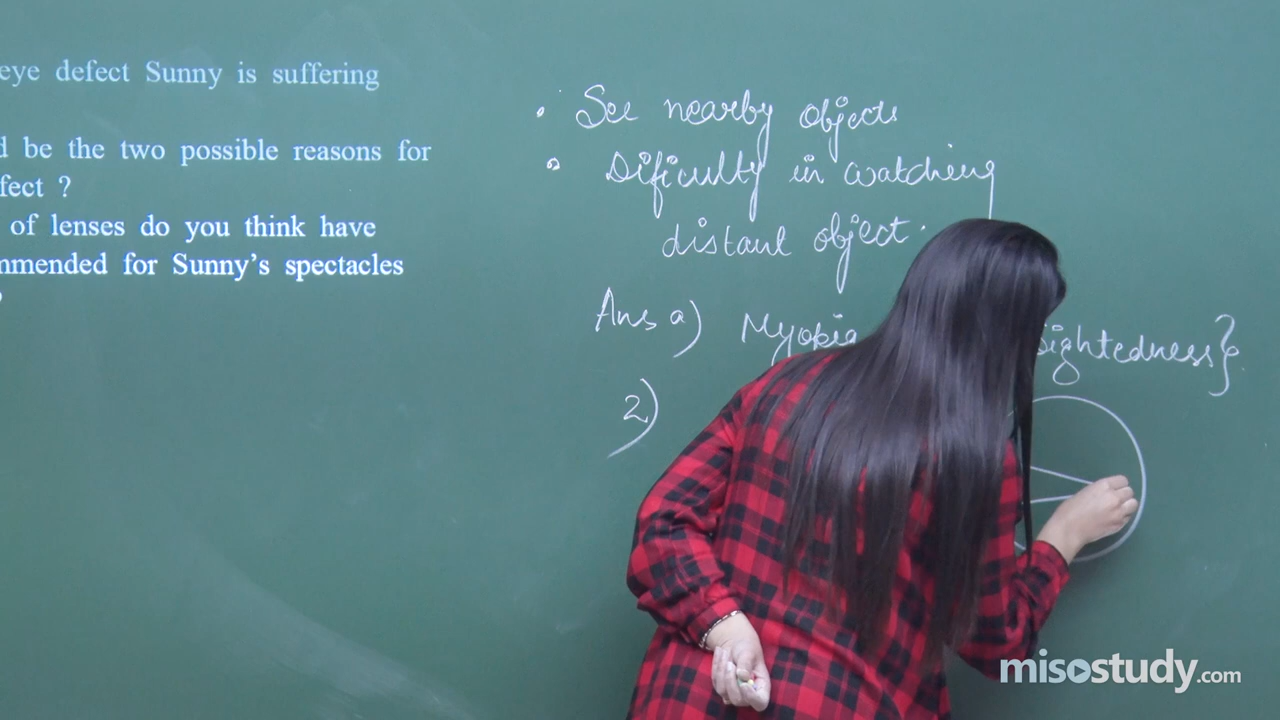 eye defect Sunny is suffering
d be the two possible reasons for
fect ?
of lenses do you think have
mmended for Sunny's spectacles
• See nearby objects
• Dificulty in watching
distant object.
Ans a) Myopia sightedness}
2)
misostudy.com